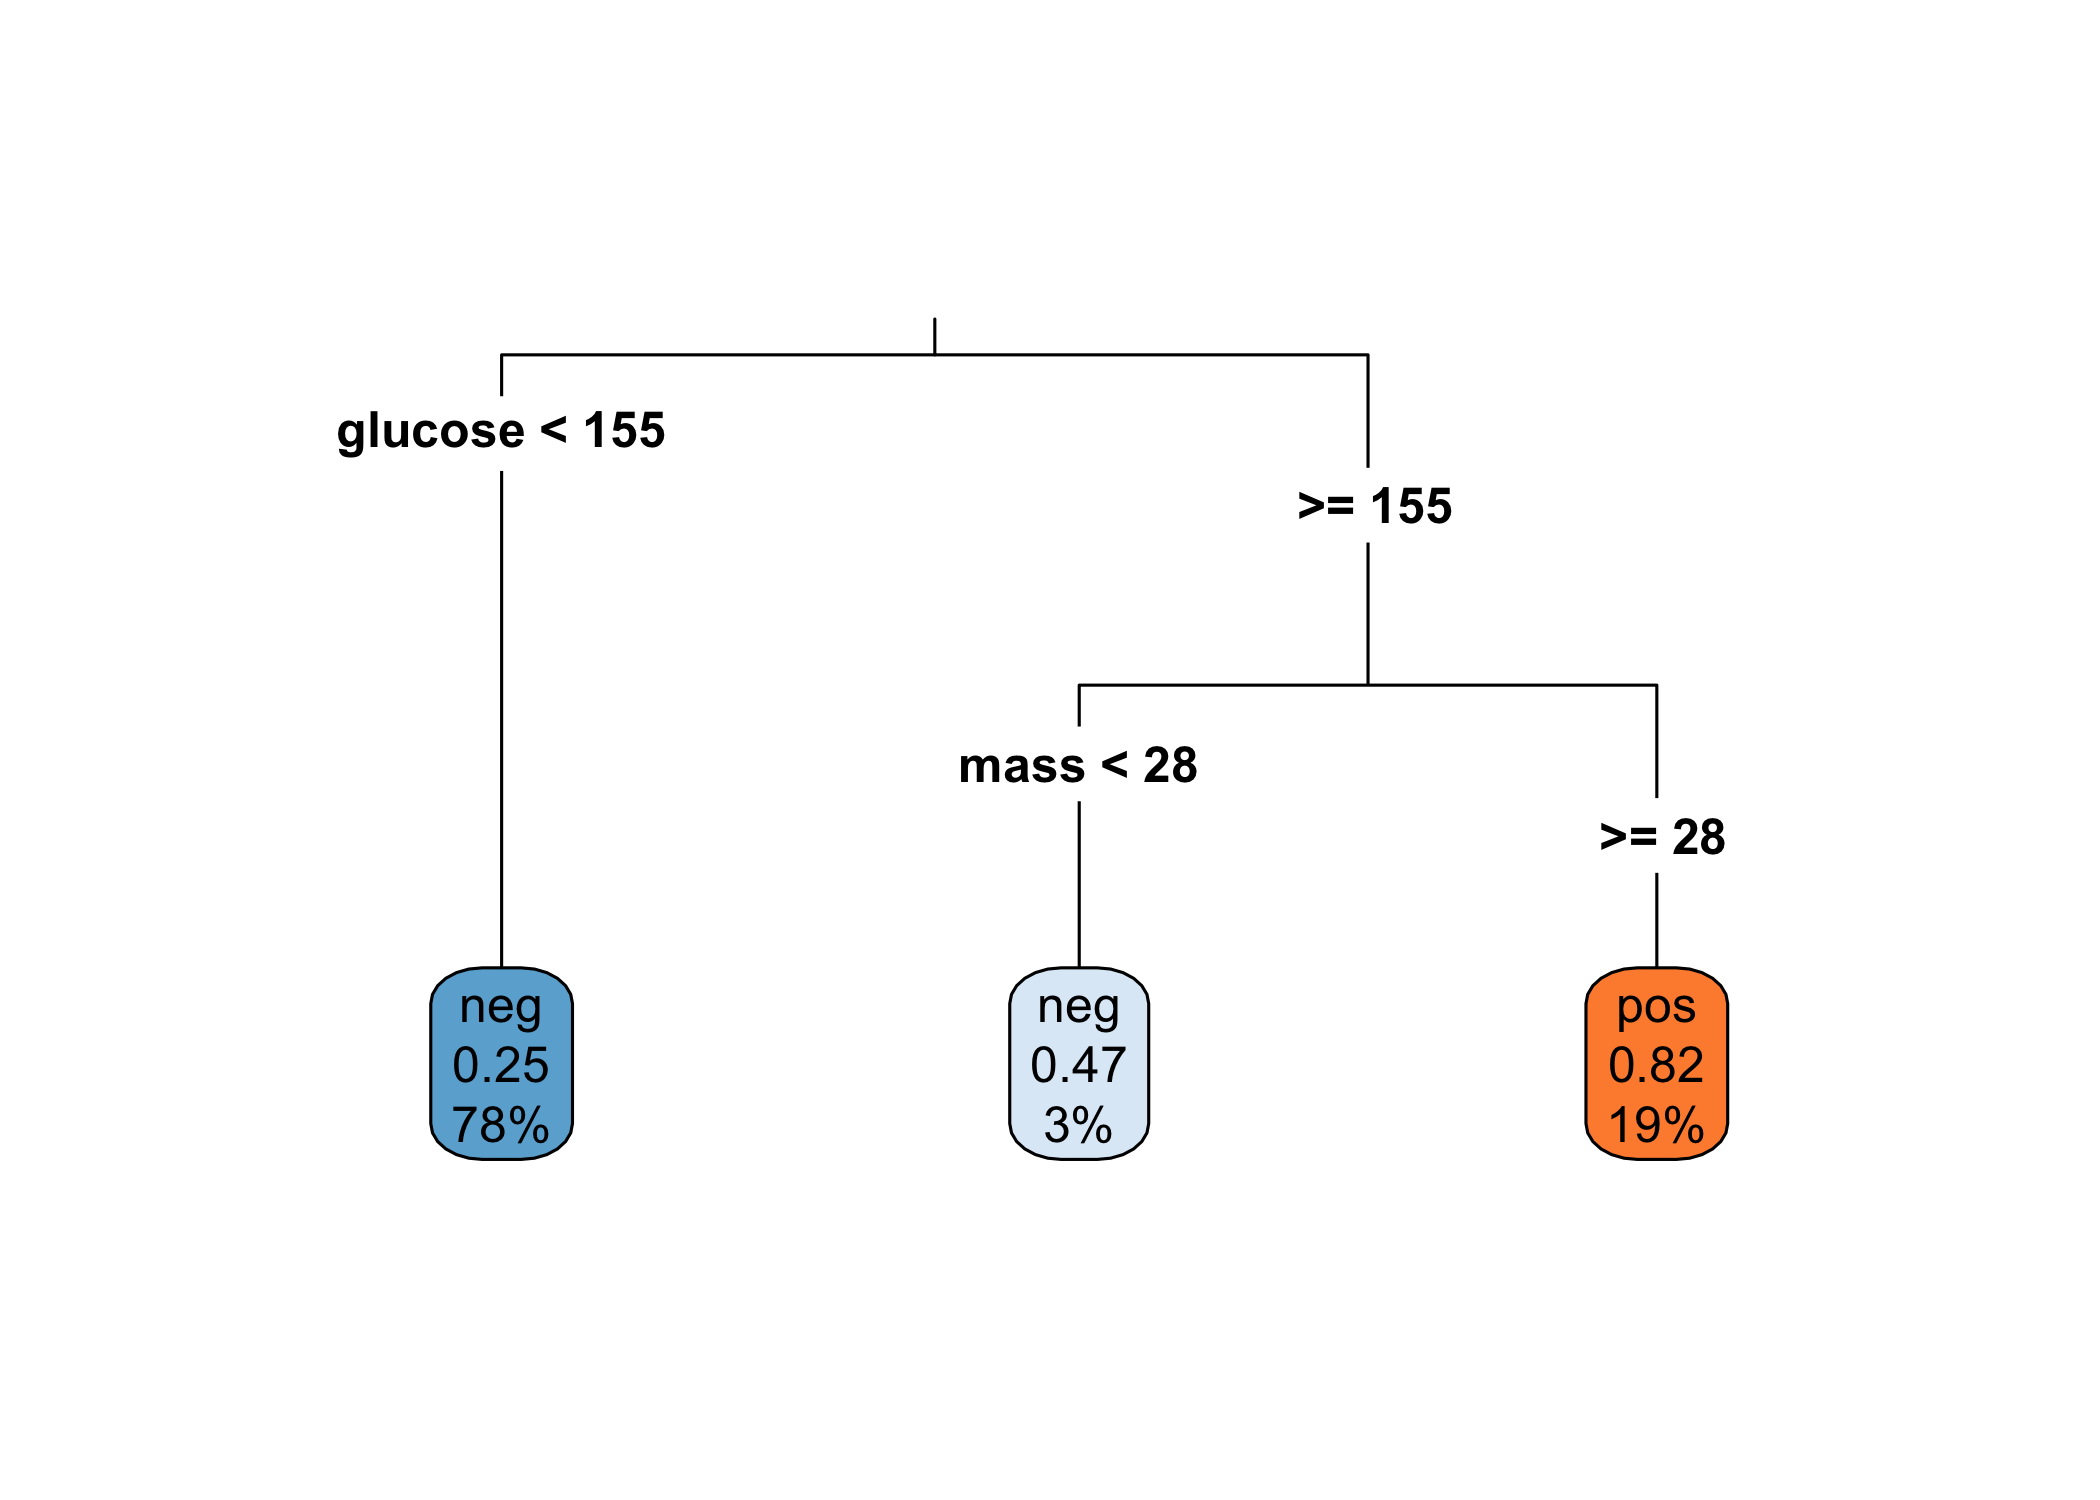 glucose < 155
>= 155
mass < 28
>= 28
neg
0.25
78%
neg
0.47
3%
pos
0.82
19%